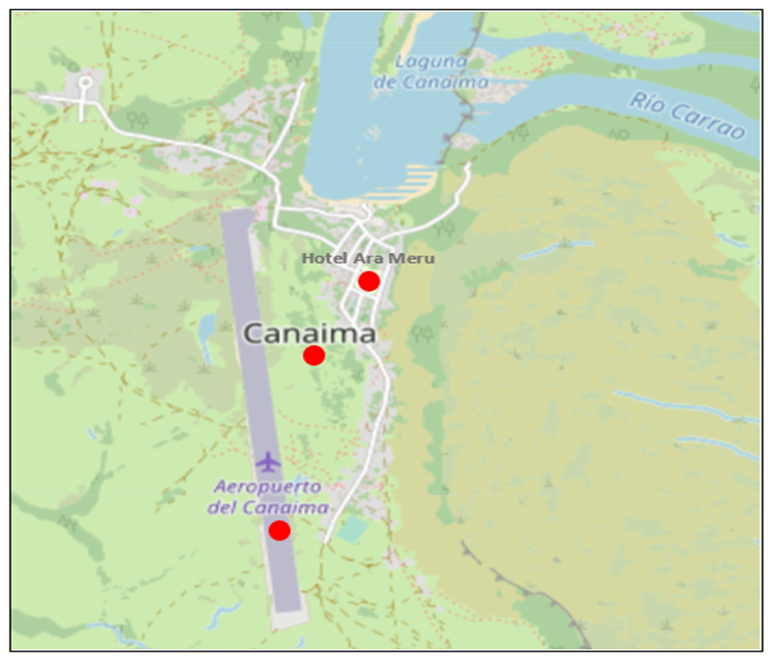 Laguna
de Canaima
Río Carrao
Hotel Ara Meru
Canaima
Aeropuerto
del Canaima